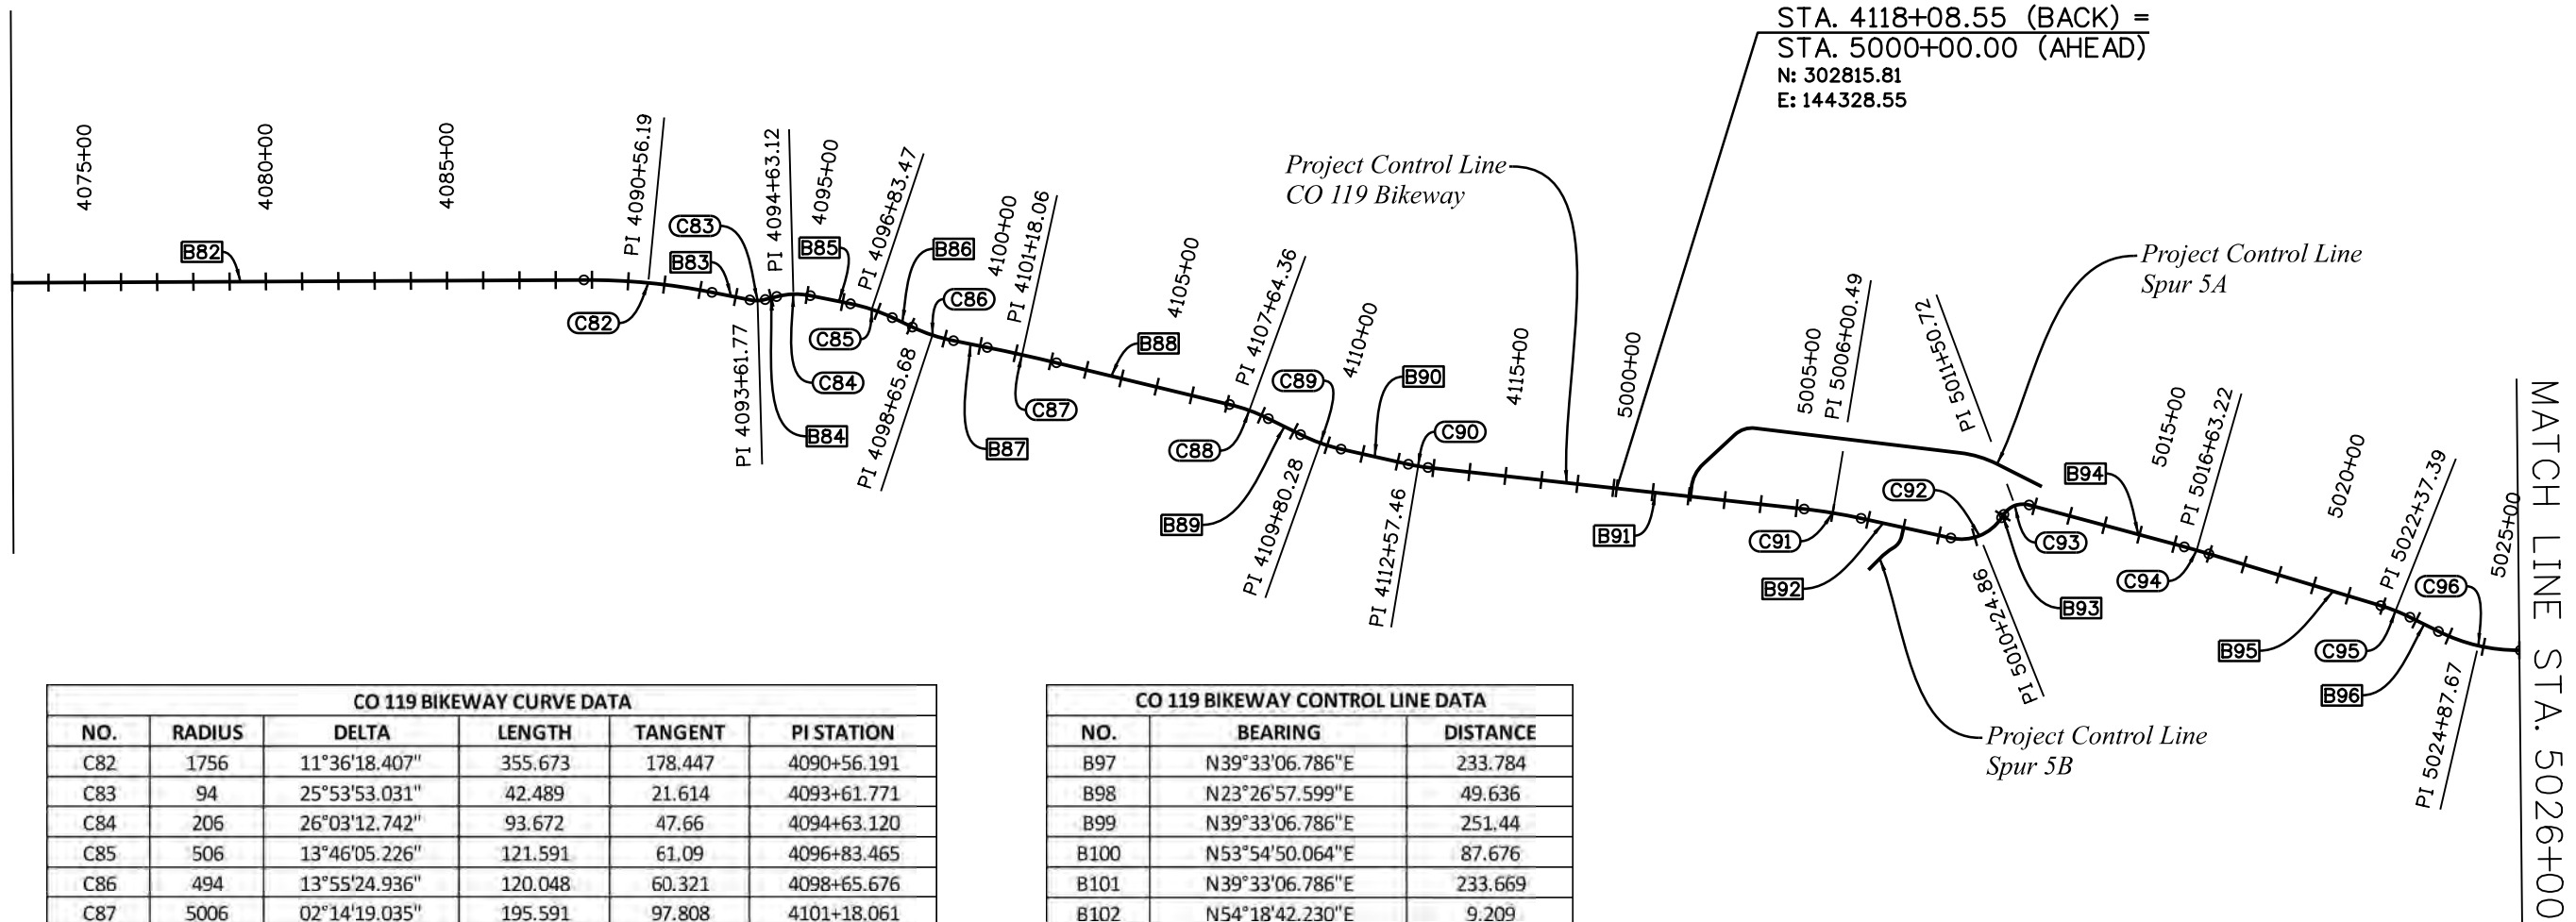 STA. 4118+08.55 (BACK) =
STA. 5000+00.00 (AHEAD)
N: 302815.81
E: 144328.55
4075+00
4080+00
4085+00
PI 4090+56.19
PI 4093+61.77
PI 4094+63.12
4095+00
PI 4096+83.47
PI 4098+65.68
4100+00
PI 4101+18.06
4105+00
PI 4107+64.36
PI 4109+80.28
4110+00
PI 4112+57.46
4115+00
5000+00
5005+00
PI 5006+00.49
PI 5010+24.86
PI 5011+50.72
5015+00
PI 5016+63.22
5020+00
PI 5022+37.39
PI 5024+87.67
5025+00
Project Control Line
CO 119 Bikeway
Project Control Line
Spur 5A
Project Control Line
Spur 5B
B82
C82
B83
C83
B84
C84
B85
C85
B86
C86
B87
C87
B88
C88
B89
C89
B90
C90
B91
C91
B92
C92
B93
C93
B94
C94
B95
C95
B96
C96
MATCH LINE STA. 5026+00
CO 119 BIKEWAY CURVE DATA
NO. RADIUS DELTA LENGTH TANGENT PI STATION
C82 1756 11°36'18.407" 355.673 178.447 4090+56.191
C83 94 25°53'53.031" 42.489 21.614 4093+61.771
C84 206 26°03'12.742" 93.672 47.66 4094+63.120
C85 506 13°46'05.226" 121.591 61.09 4096+83.465
C86 494 13°55'24.936" 120.048 60.321 4098+65.676
C87 5006 02°14'19.035" 195.591 97.808 4101+18.061
CO 119 BIKEWAY CONTROL LINE DATA
NO. BEARING DISTANCE
B97 N39°33'06.786"E 233.784
B98 N23°26'57.599"E 49.636
B99 N39°33'06.786"E 251.44
B100 N53°54'50.064"E 87.676
B101 N39°33'06.786"E 233.669
B102 N54°18'42.230"E 9.209